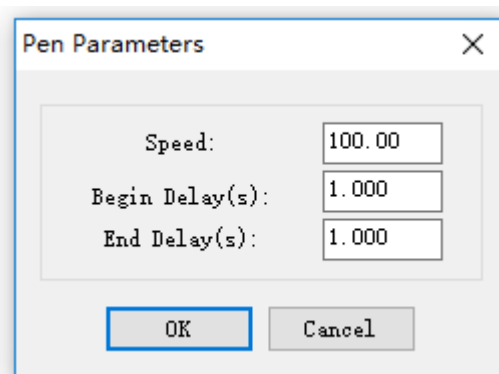 Pen Parameters
Speed: 100.00
Begin Delay(s): 1.000
End Delay(s): 1.000
OK Cancel